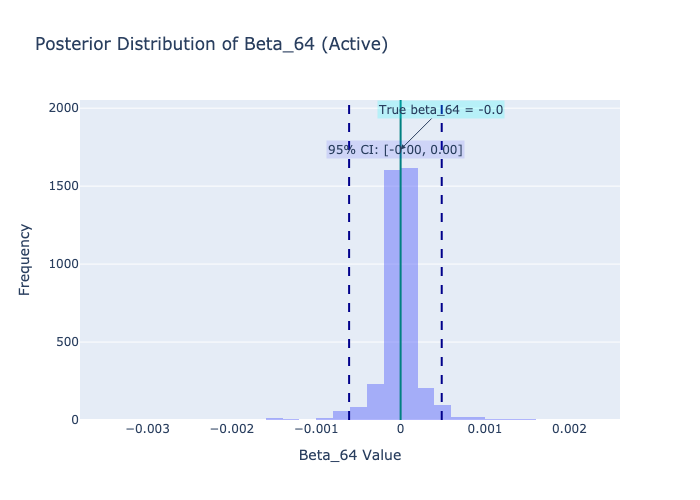 Posterior Distribution of Beta_64 (Active)
2000
True beta_64 = -0.0
95% CI: [-0.00, 0.00]
1500
1000
500
0
Frequency
−0.003
−0.002
−0.001
0
0.001
0.002
Beta_64 Value